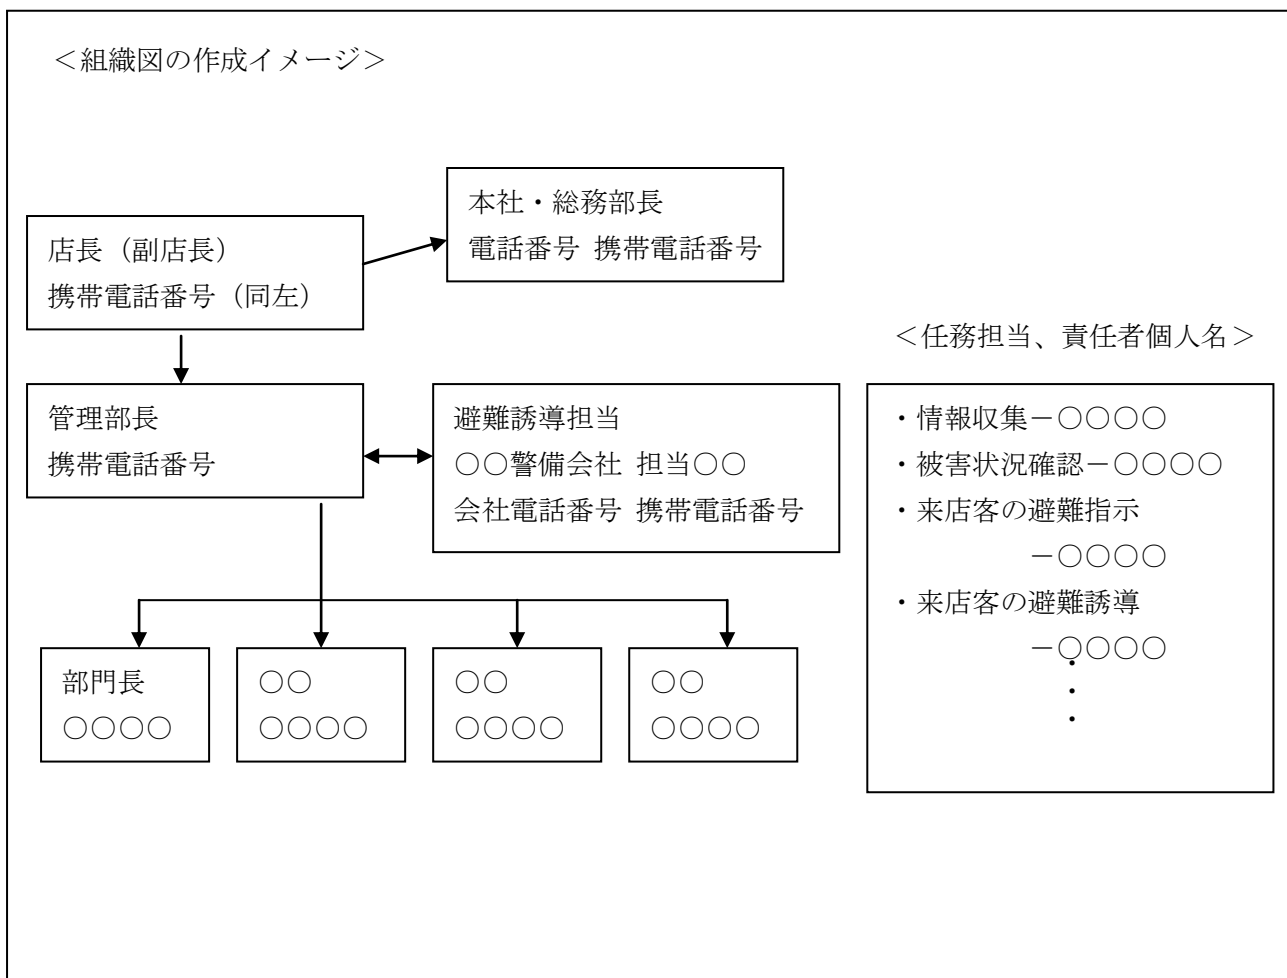 ＜組織図の作成イメージ＞
本社・総務部長
電話番号 携帯電話番号
店長（副店長）
携帯電話番号（同左）
＜任務担当、責任者個人名＞
管理部長
携帯電話番号
避難誘導担当
○○警備会社 担当○○
会社電話番号 携帯電話番号
・情報収集－○○○○
・被害状況確認－○○○○
・来店客の避難指示
－○○○○
・来店客の避難誘導
－○○○○
・
・
・
部門長
○○○○
○○
○○○○
○○
○○○○
○○
○○○○